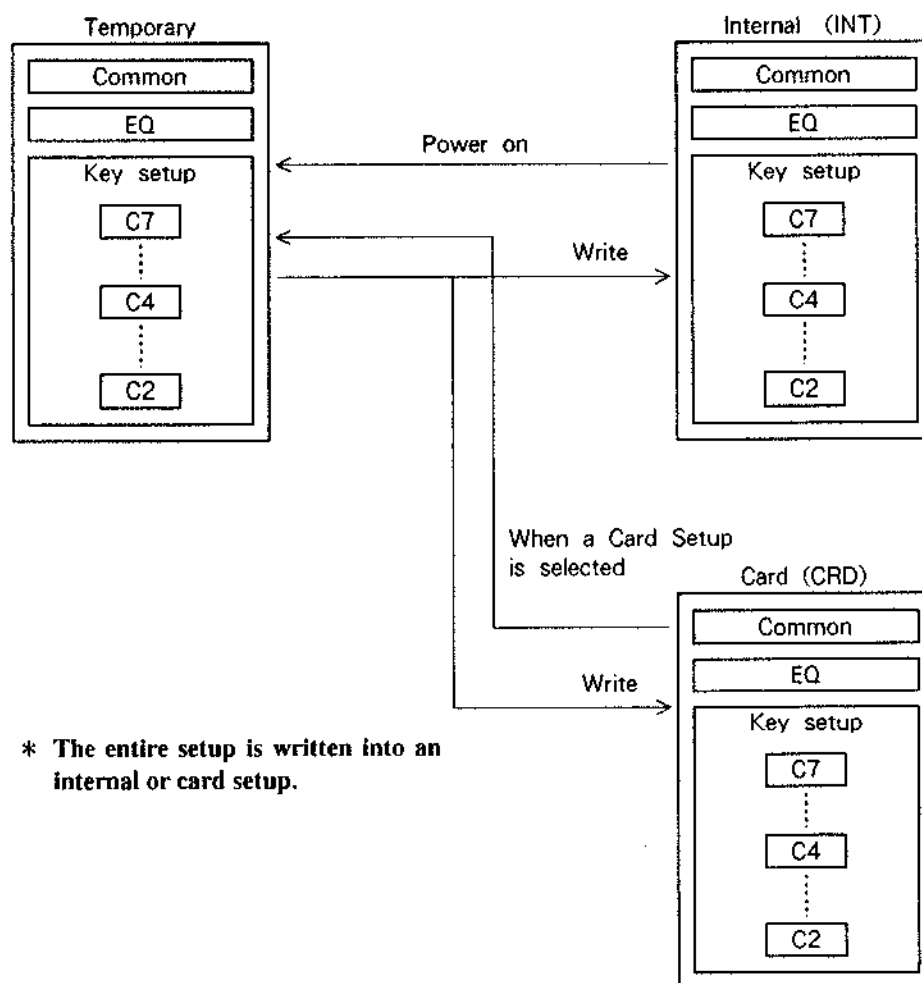 Temporary
Common
EQ
Key setup
C7
C4
C2
Internal (INT)
Common
EQ
Key setup
C7
C4
C2
Power on
Write
When a Card Setup
is selected
Write
Card (CRD)
Common
EQ
Key setup
C7
C4
C2
* The entire setup is written into an
internal or card setup.